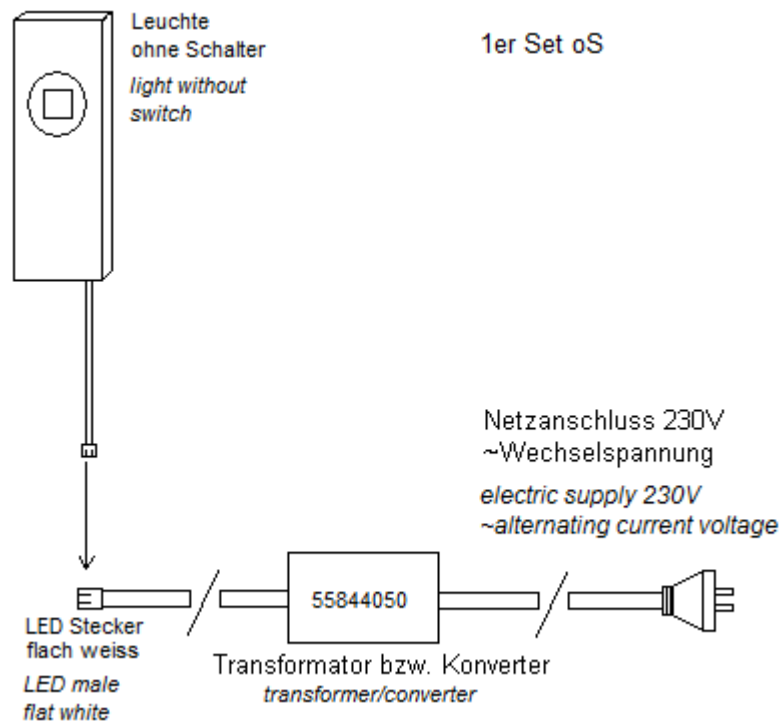 Leuchte
ohne Schalter
light without
switch
1er Set oS
Netzanschluss 230V
~Wechselspannung
electric supply 230V
~alternating current voltage
55844050
LED Stecker
flach weiss
LED male
flat white
Transformator bzw. Konverter
transformer/converter